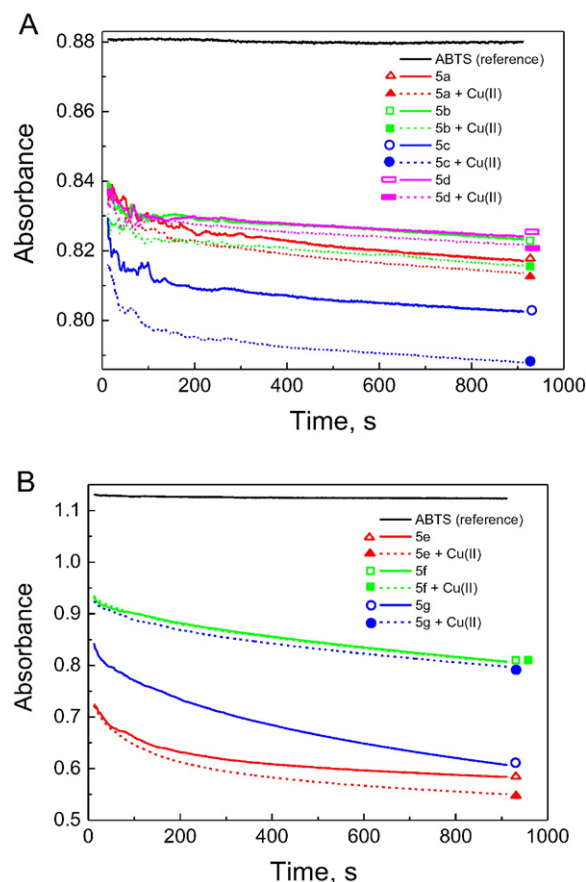 A
0.88
0.86
0.84
0.82
0.80
Absorbance
ABTS (reference)
5a
5a + Cu(II)
5b
5b + Cu(II)
5c
5c + Cu(II)
5d
5d + Cu(II)
0 200 400 600 800 1000
Time, s
B
1.1
1.0
0.9
0.8
0.7
0.6
0.5
Absorbance
ABTS (reference)
5e
5e + Cu(II)
5f
5f + Cu(II)
5g
5g + Cu(II)
0 200 400 600 800 1000
Time, s